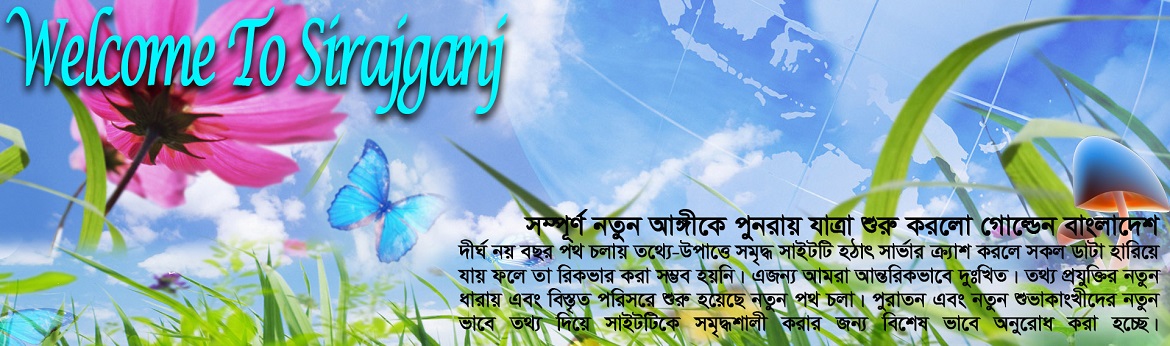 Welcome To Sirajganj
সম্পূর্ণ নতুন আঙ্গীকে পুনরায় যাত্রা শুরু করলো গোল্ডেন বাংলাদেশ
দীর্ঘ নয় বছর পথ চলায় তথ্যে-উপাত্তে সমৃদ্ধ সাইটটি হঠাৎ সার্ভার ক্র্যাশ করলে সকল ডাটা হারিয়ে
যায় ফলে তা রিকভার করা সম্ভব হয়নি। এজন্য আমরা আন্তরিকভাবে দুঃখিত। তথ্য প্রযুক্তির নতুন
ধারায় এবং বিস্তৃত পরিসরে শুরু হয়েছে নতুন পথ চলা। পুরাতন এবং নতুন শুভাকাংখীদের নতুন
ভাবে তথ্য দিয়ে সাইটটিকে সমৃদ্ধশালী করার জন্য বিশেষ ভাবে অনুরোধ করা হচ্ছে।